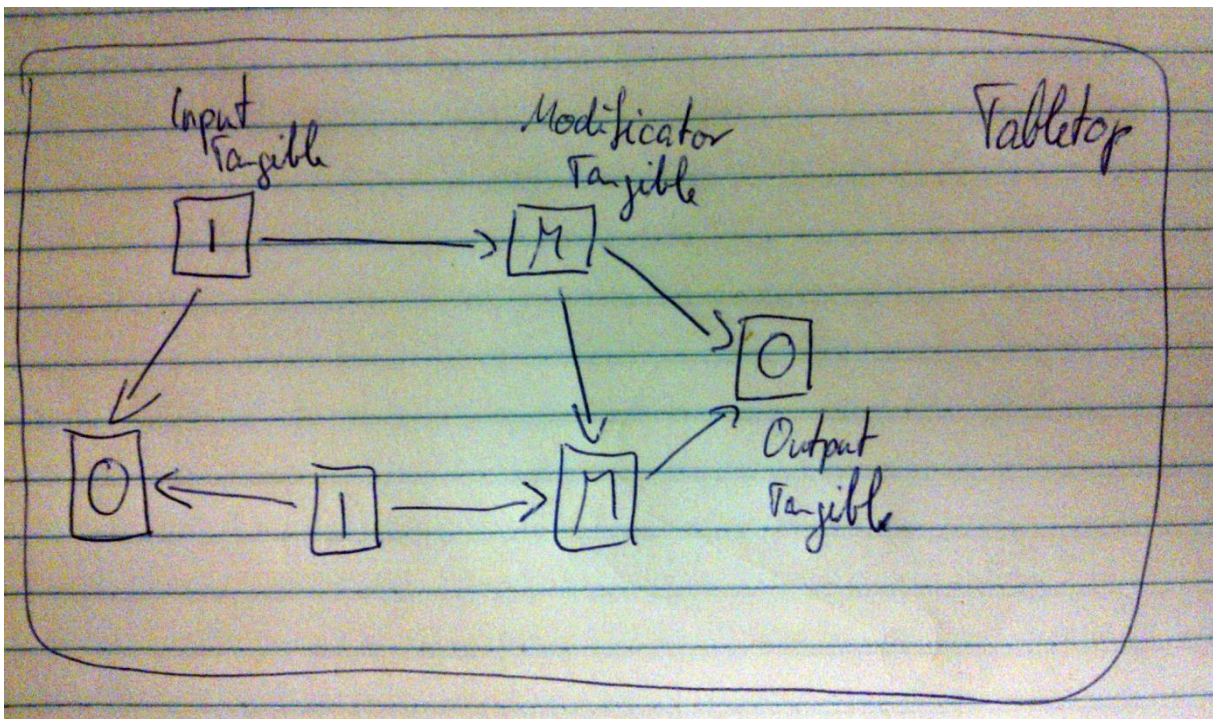 Input
Tangible
Modificator
Tangible
Tabletop
I
M
O
Output
Tangible
O
I
M